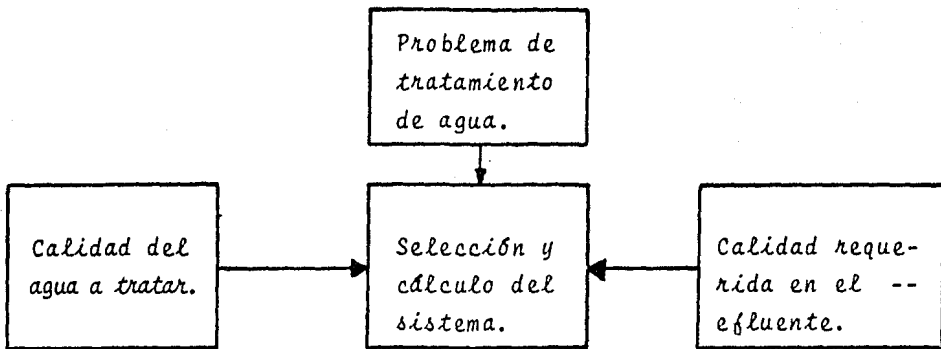 Problema de
tratamiento
de agua.
Calidad del
agua a tratar.
Selección y
cálculo del
sistema.
Calidad reque-
rida en el --
efluente.